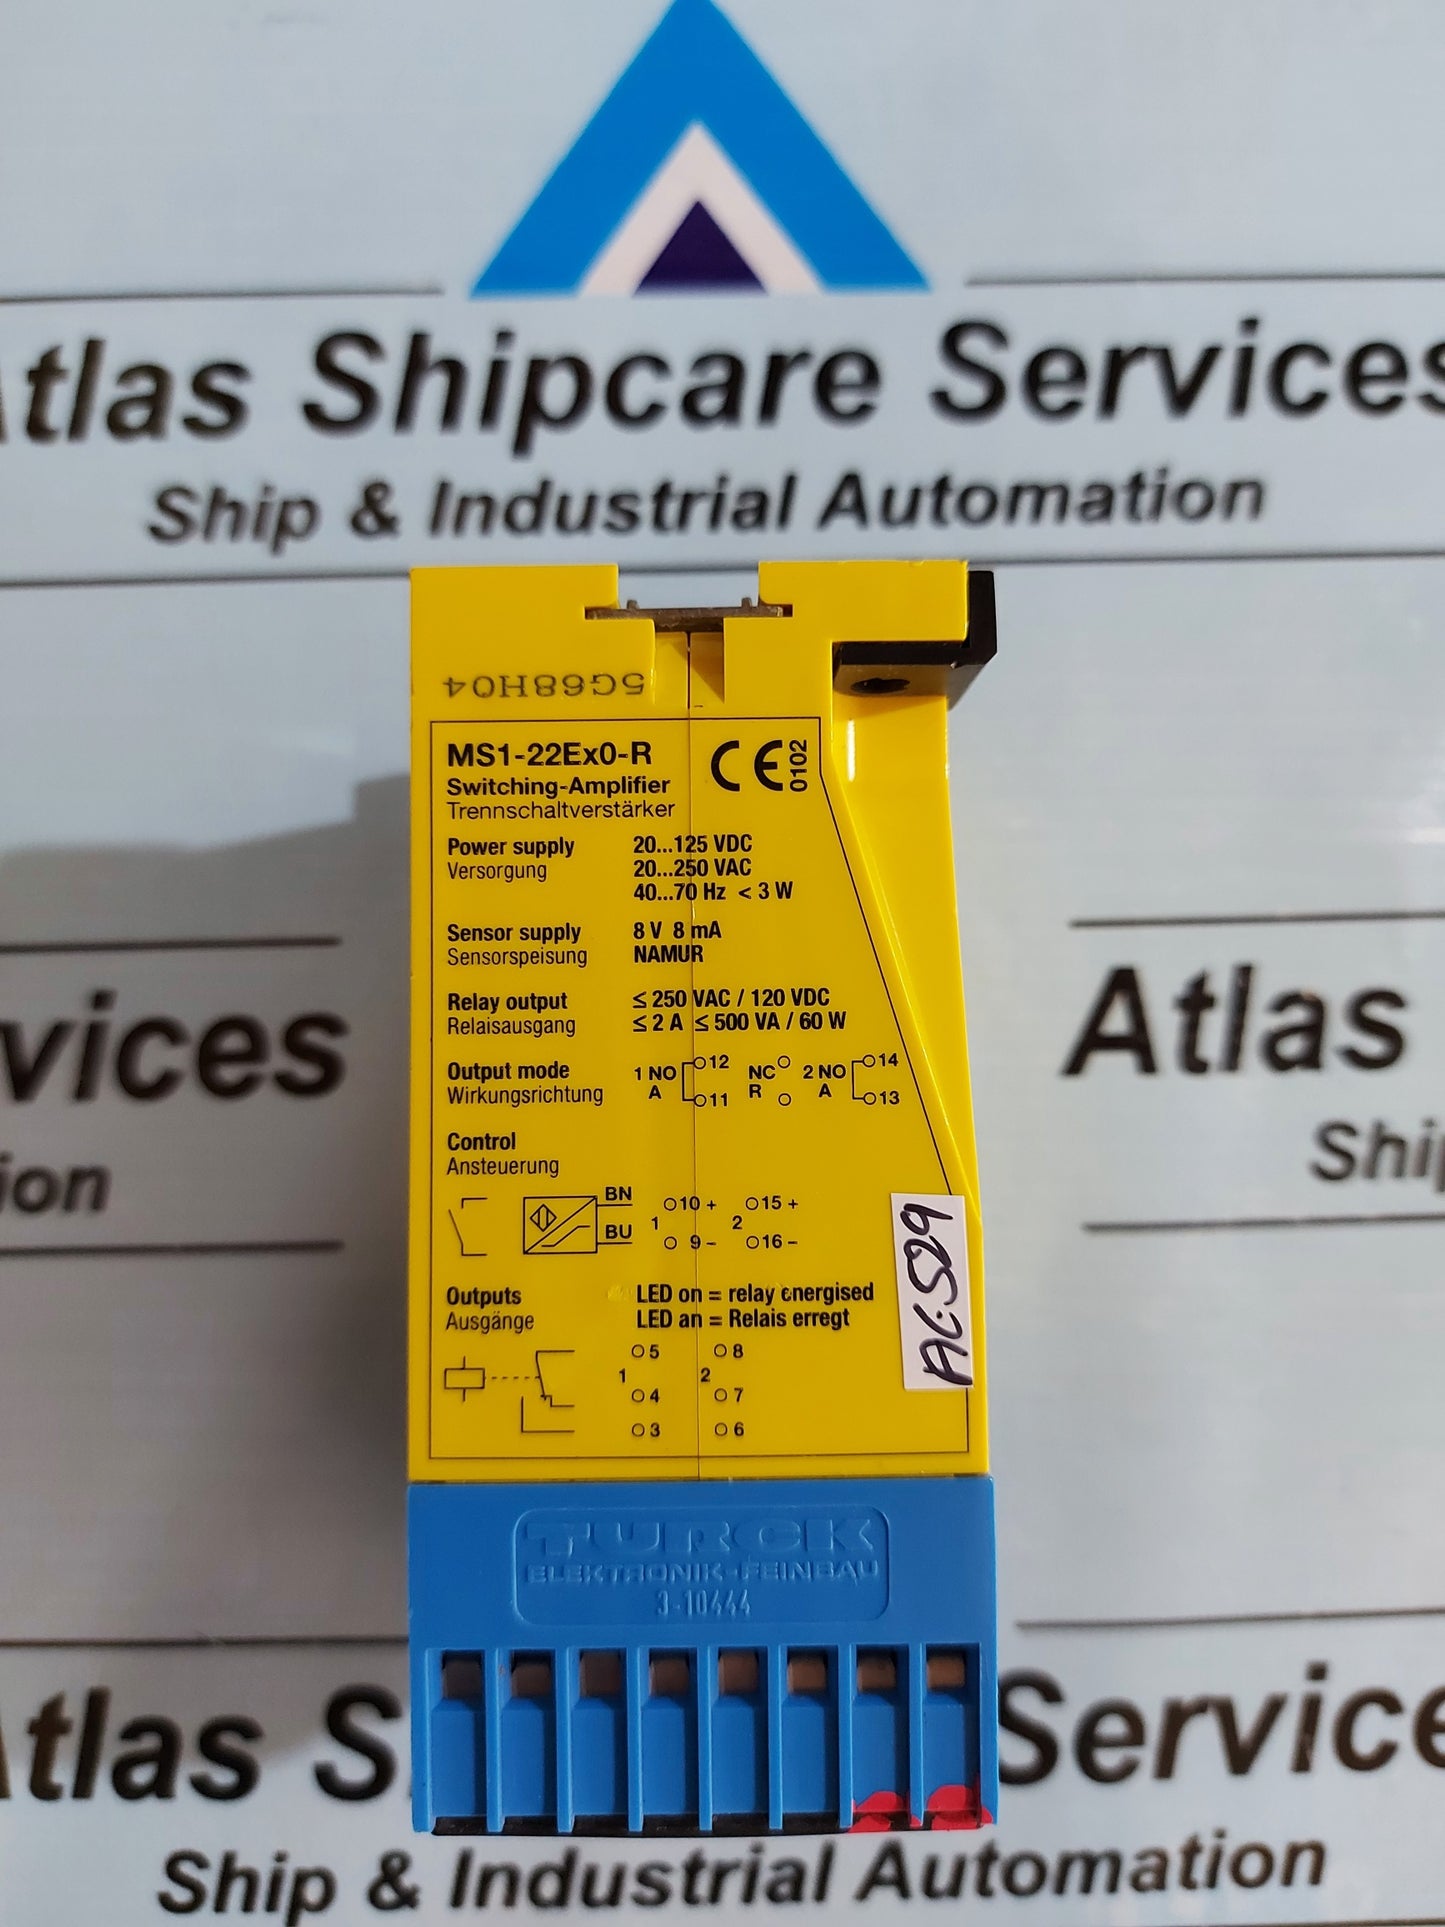 Atlas Shipcare Services
Ship & Industrial Automation
5G68H04
MS1-22Ex0-R
Switching-Amplifier
Trennschaltverstärker
CE 0102
Power supply 20...125 VDC
Versorgung 20...250 VAC
40...70 Hz < 3 W
Sensor supply 8 V 8 mA
Sensorspeisung NAMUR
Relay output ≤ 250 VAC / 120 VDC
Relaisausgang ≤ 2 A ≤ 500 VA / 60 W
Output mode 1 NO 12 NC 2 NO 14
Wirkungsrichtung A 11 R A 13
Control
Ansteuerung
BN 10 + 15 +
1 2
BU 9 - 16 -
Outputs LED on = relay energised
Ausgänge LED an = Relais erregt
5 8
1 2
4 7
3 6
AC.529
TURCK
ELEKTRONIK-FEINBAU
3-10444
vices
ion
Atlas
Ship
Atlas S Service
Ship & Industrial Automation